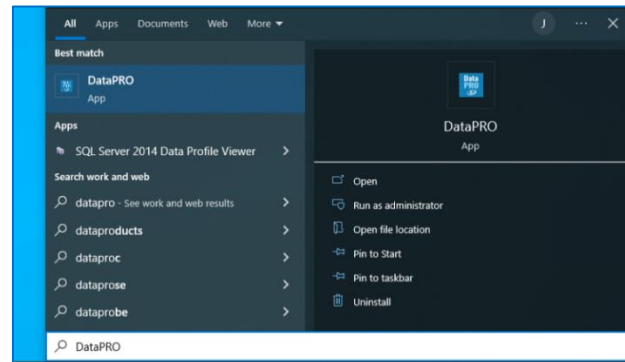 All Apps Documents Web More
J
Best match
DataPRO
App
Apps
SQL Server 2014 Data Profile Viewer
Search work and web
datapro - See work and web results
dataproducts
dataproc
dataprose
dataprobe
DataPRO
Data
PRO
DataPRO
App
Open
Run as administrator
Open file location
Pin to Start
Pin to taskbar
Uninstall